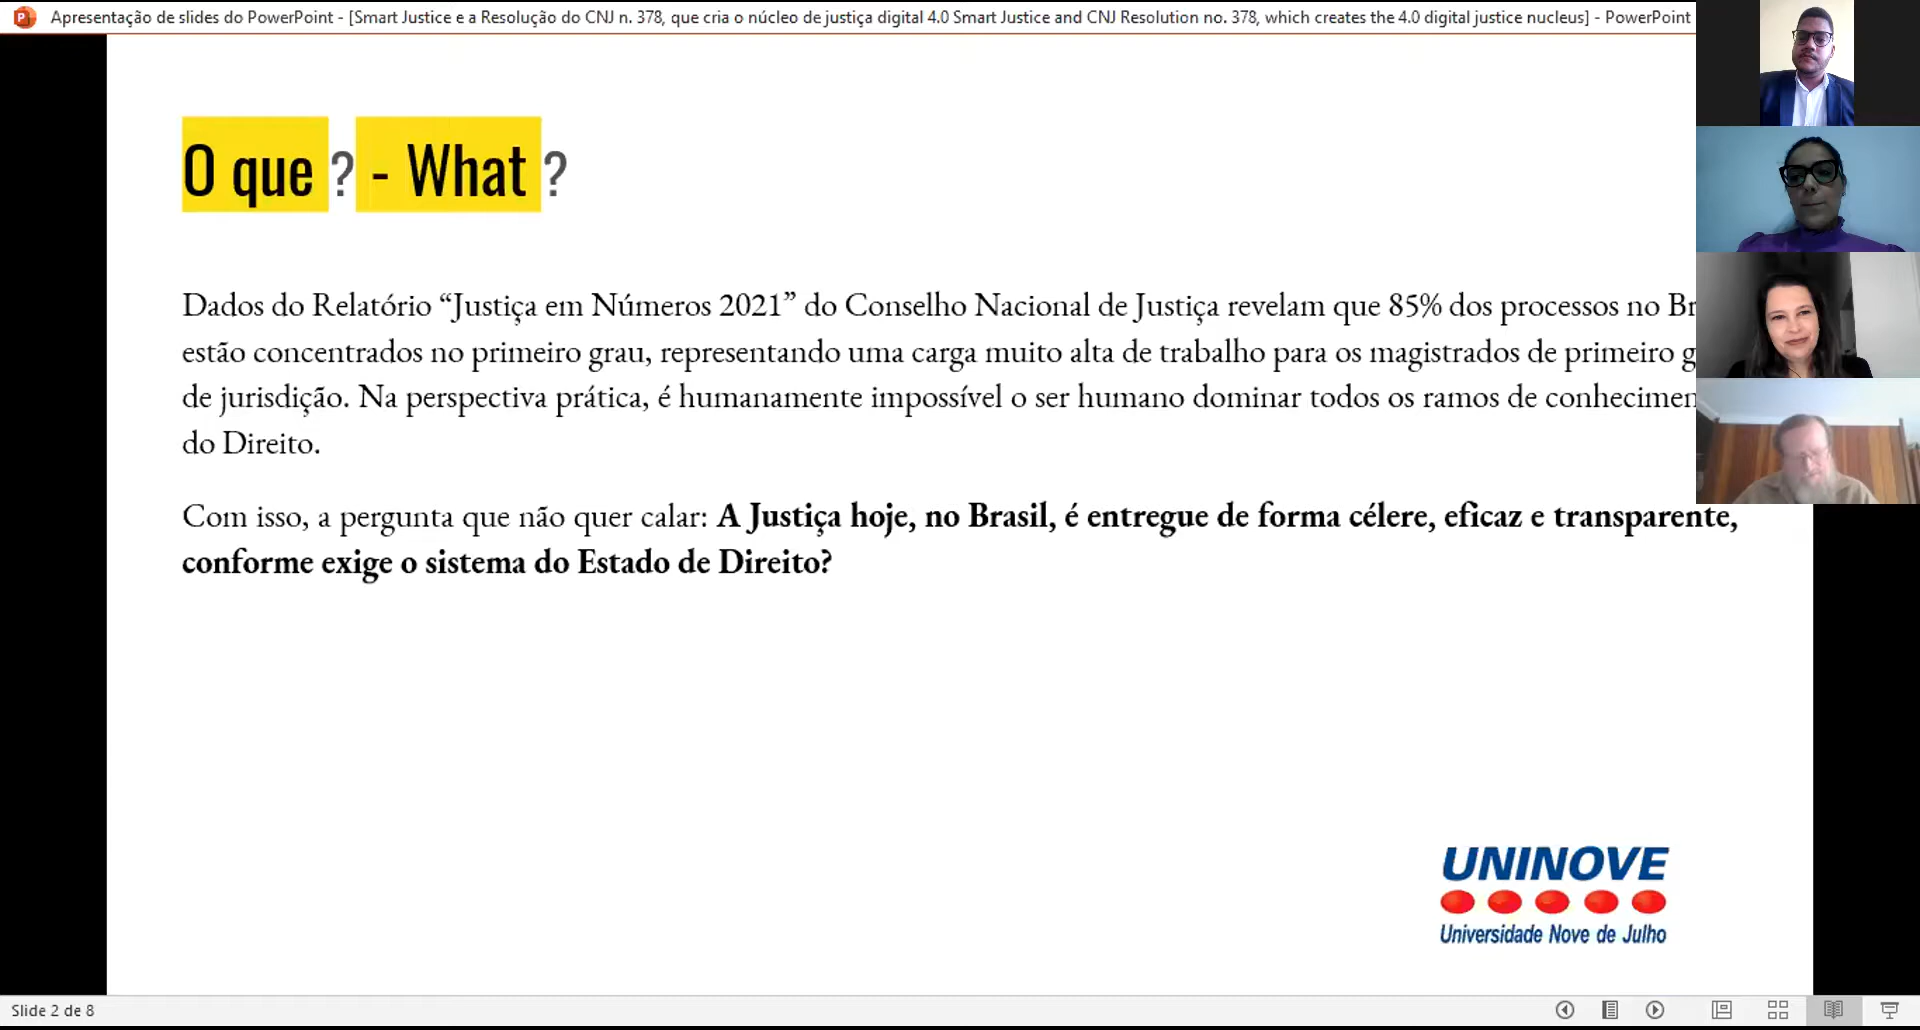 Apresentação de slides do PowerPoint - [Smart Justice e a Resolução do CNJ n. 378, que cria o núcleo de justiça digital 4.0 Smart Justice and CNJ Resolution no. 378, which creates the 4.0 digital justice nucleus] - PowerPoint
O que ? - What ?
Dados do Relatório “Justiça em Números 2021” do Conselho Nacional de Justiça revelam que 85% dos processos no
estão concentrados no primeiro grau, representando uma carga muito alta de trabalho para os magistrados de primeiro
de jurisdição. Na perspectiva prática, é humanamente impossível o ser humano dominar todos os ramos de
do Direito.
Com isso, a pergunta que não quer calar: A Justiça hoje, no Brasil, é entregue de forma célere, eficaz e transparente,
conforme exige o sistema do Estado de Direito?
UNINOVE
Universidade Nove de Julho
Slide 2 de 8